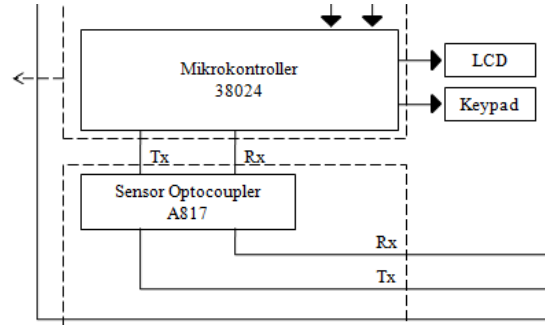 Mikrokontroller
38024
LCD
Keypad
Tx
Rx
Sensor Optocoupler
A817
Rx
Tx